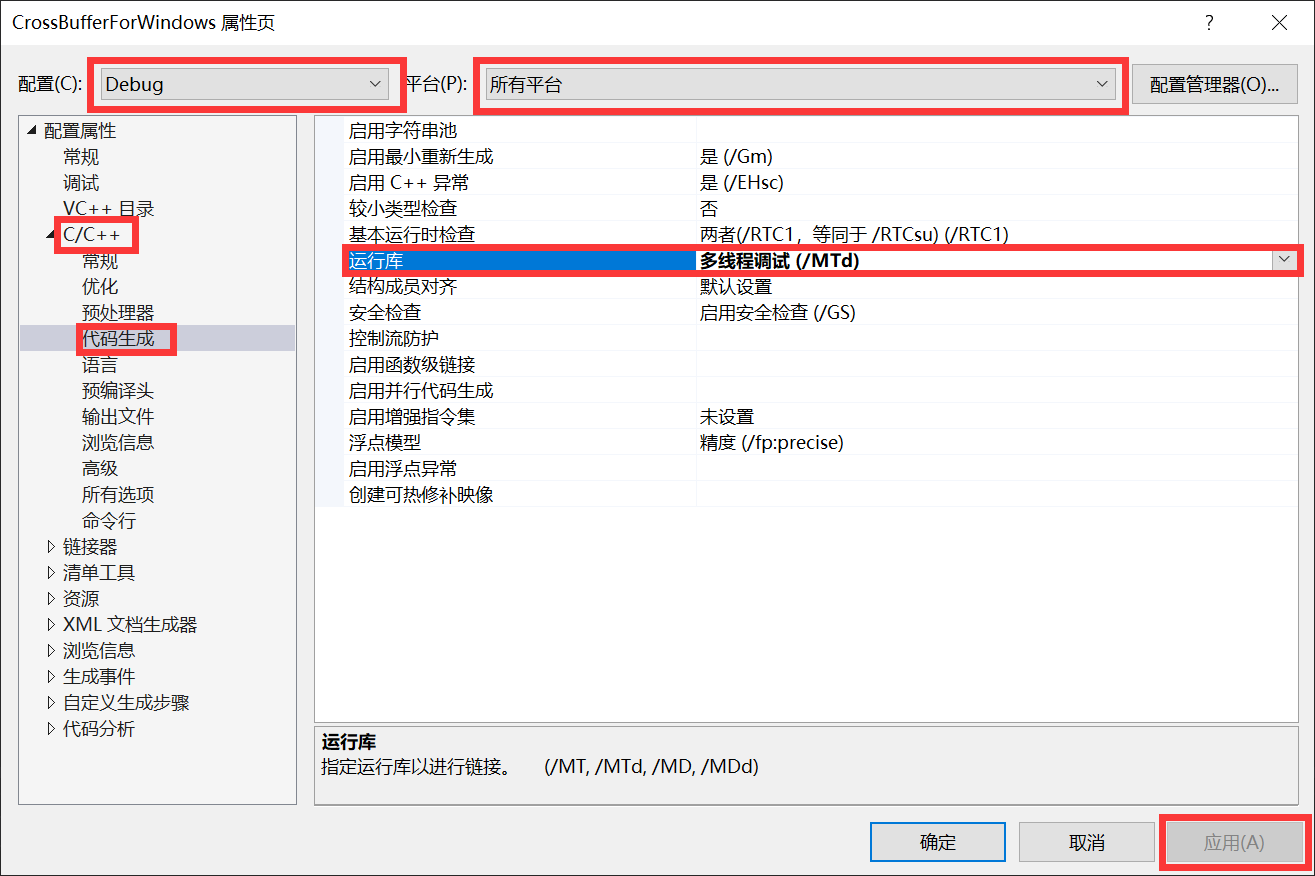 CrossBufferForWindows 属性页
配置(C): Debug 平台(P): 所有平台 配置管理器(O)...
配置属性
常规
调试
VC++ 目录
C/C++
常规
优化
预处理器
代码生成
语言
预编译头
输出文件
浏览信息
高级
所有选项
命令行
链接器
清单工具
资源
XML 文档生成器
浏览信息
生成事件
自定义生成步骤
代码分析
启用字符串池
启用最小重新生成 是 (/Gm)
启用 C++ 异常 是 (/EHsc)
较小类型检查 否
基本运行时检查 两者(/RTC1，等同于 /RTCsu) (/RTC1)
运行库 多线程调试 (/MTd)
结构成员对齐 默认设置
安全检查 启用安全检查 (/GS)
控制流防护
启用函数级链接
启用并行代码生成
启用增强指令集 未设置
浮点模型 精度 (/fp:precise)
启用浮点异常
创建可热修补映像
运行库
指定运行库以进行链接。 (/MT, /MTd, /MD, /MDd)
确定 取消 应用(A)